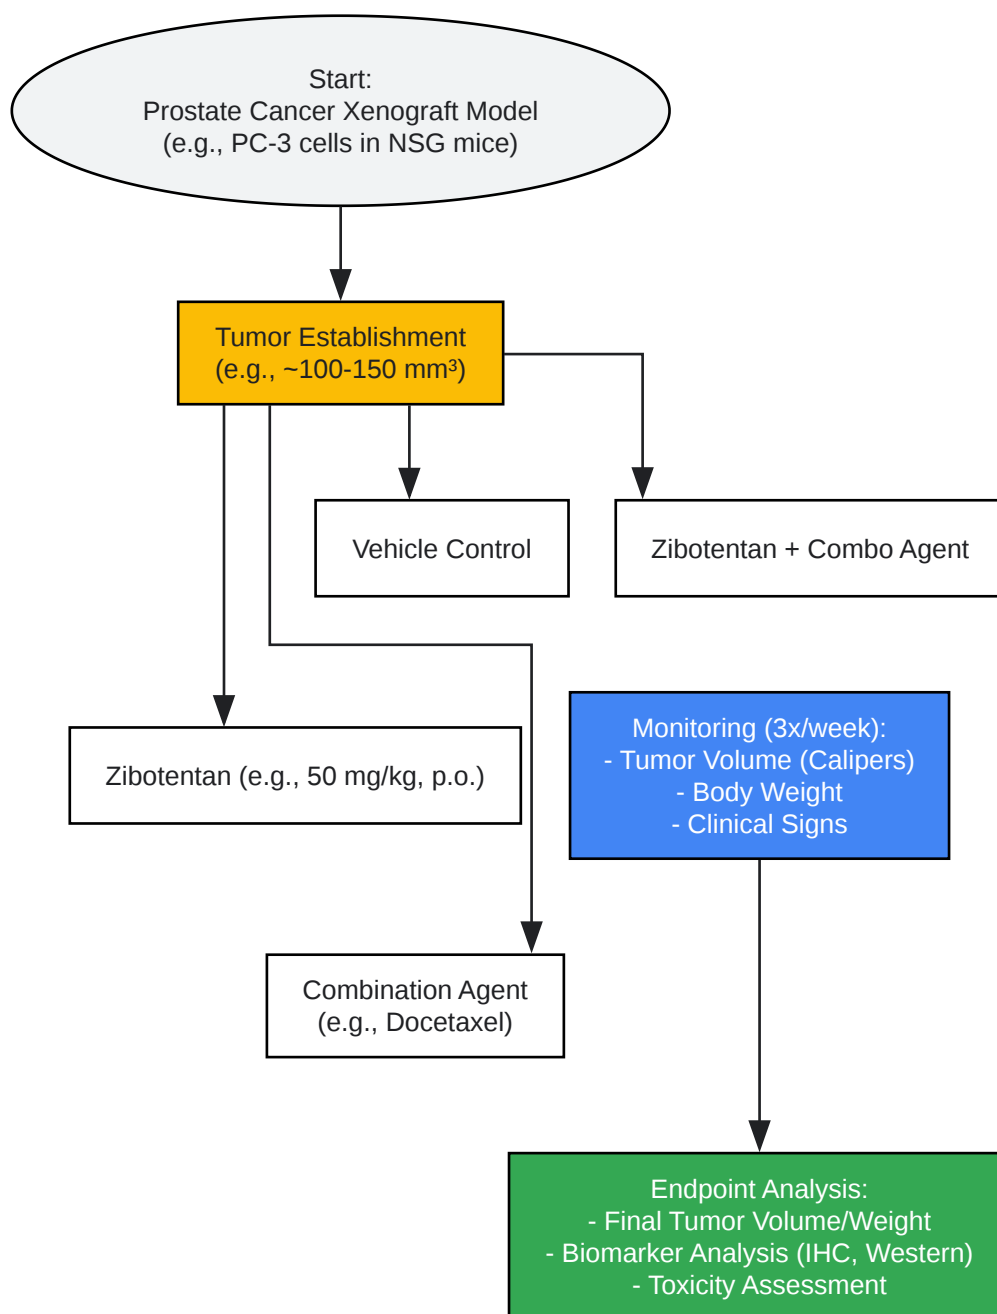 Start:
Prostate Cancer Xenograft Model
(e.g., PC-3 cells in NSG mice)
Tumor Establishment
(e.g., ~100-150 mm³)
Vehicle Control
Zibotentan + Combo Agent
Zibotentan (e.g., 50 mg/kg, p.o.)
Monitoring (3x/week):
- Tumor Volume (Calipers)
- Body Weight
- Clinical Signs
Combination Agent
(e.g., Docetaxel)
Endpoint Analysis:
- Final Tumor Volume/Weight
- Biomarker Analysis (IHC, Western)
- Toxicity Assessment